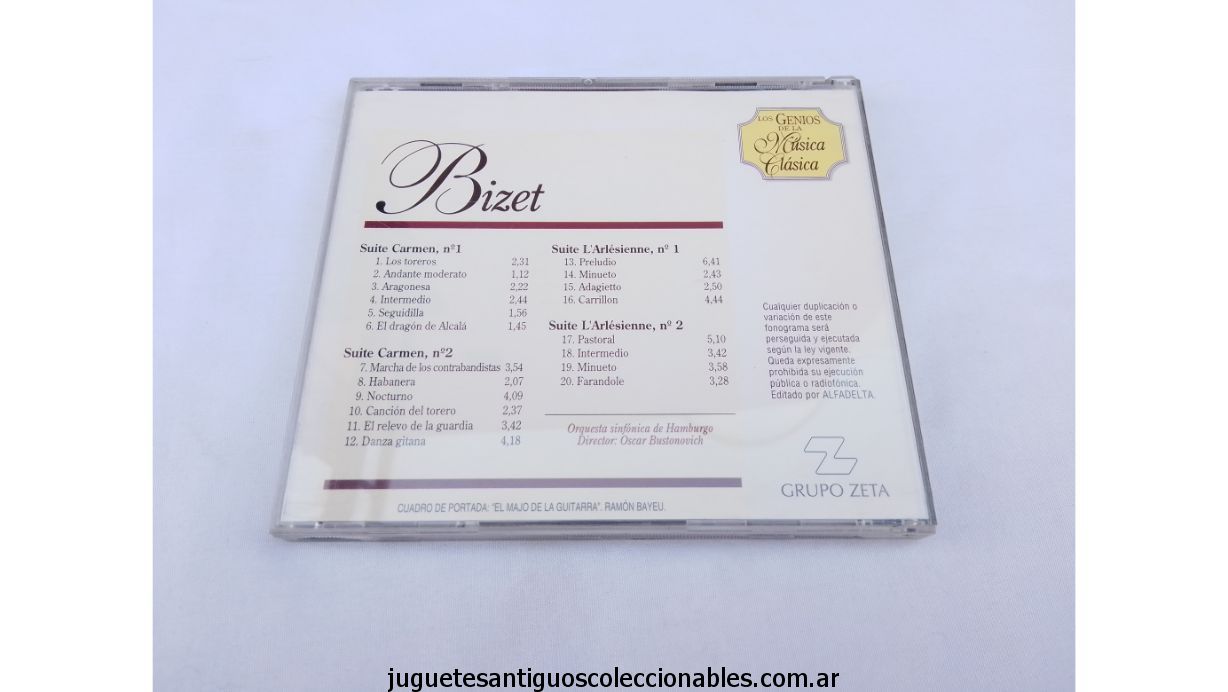 Bizet
LOS GENIOS
DE LA
Música
Clásica
Suite Carmen, nº1
1. Los toreros 2,31
2. Andante moderato 1,12
3. Aragonesa 2,22
4. Intermedio 2,44
5. Seguidilla 1,56
6. El dragón de Alcalá 1,45
Suite Carmen, nº2
7. Marcha de los contrabandistas 3,54
8. Habanera 2,07
9. Nocturno 4,09
10. Canción del torero 2,37
11. El relevo de la guardia 3,42
12. Danza gitana 4,18
Suite L'Arlésienne, nº 1
13. Preludio 6,41
14. Minueto 2,43
15. Adagietto 2,50
16. Carrillon 4,44
Suite L'Arlésienne, nº 2
17. Pastoral 5,10
18. Intermedio 3,42
19. Minueto 3,58
20. Farandole 3,28
Orquesta sinfónica de Hamburgo
Director: Oscar Bustonovich
Cualquier duplicación o
variación de este
fonograma será
perseguida y ejecutada
según la ley vigente.
Queda expresamente
prohibida su ejecución
pública o radiofónica.
Editado por ALFADELTA.
GRUPO ZETA
CUADRO DE PORTADA: "EL MAJO DE LA GUITARRA". RAMÓN BAYEU.
juguetesantiguoscoleccionables.com.ar